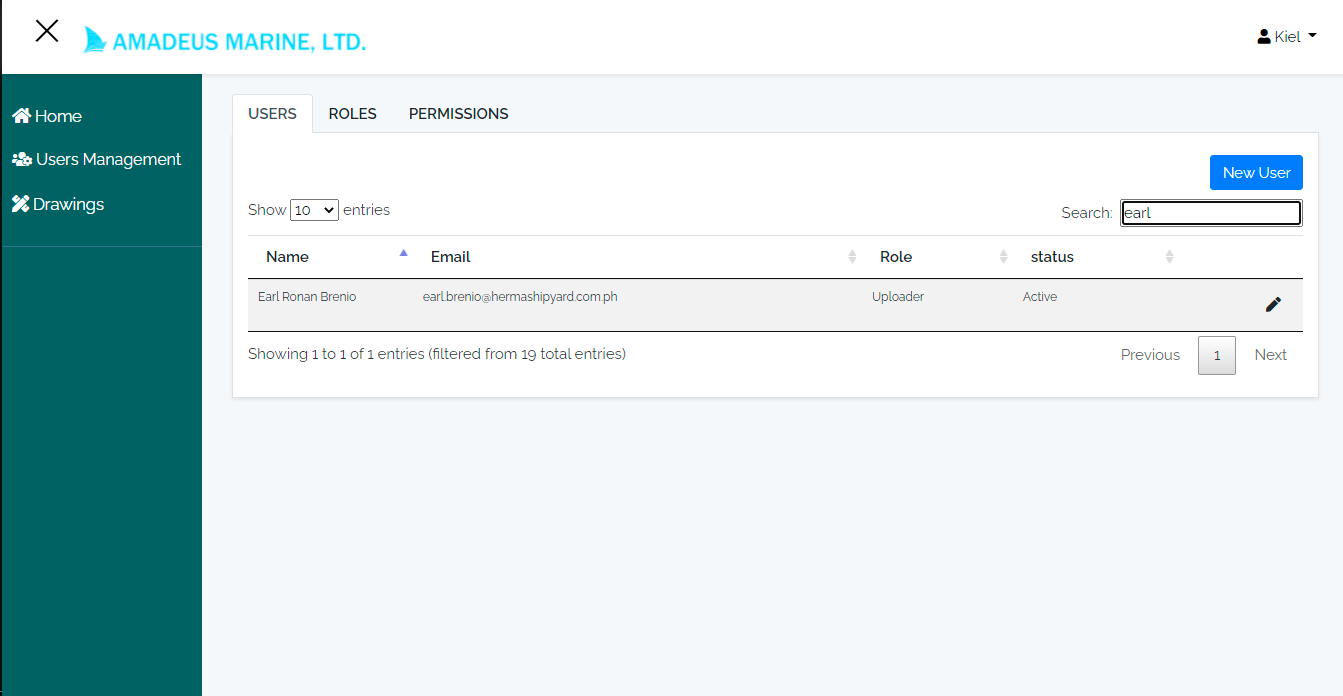 AMADEUS MARINE, LTD.
Kiel
Home
Users Management
Drawings
USERS ROLES PERMISSIONS
New User
Show 10 entries
Search: earl
Name Email Role status
Earl Ronan Brenio earl.brenio@hermashipyard.com.ph Uploader Active
Showing 1 to 1 of 1 entries (filtered from 19 total entries)
Previous 1 Next